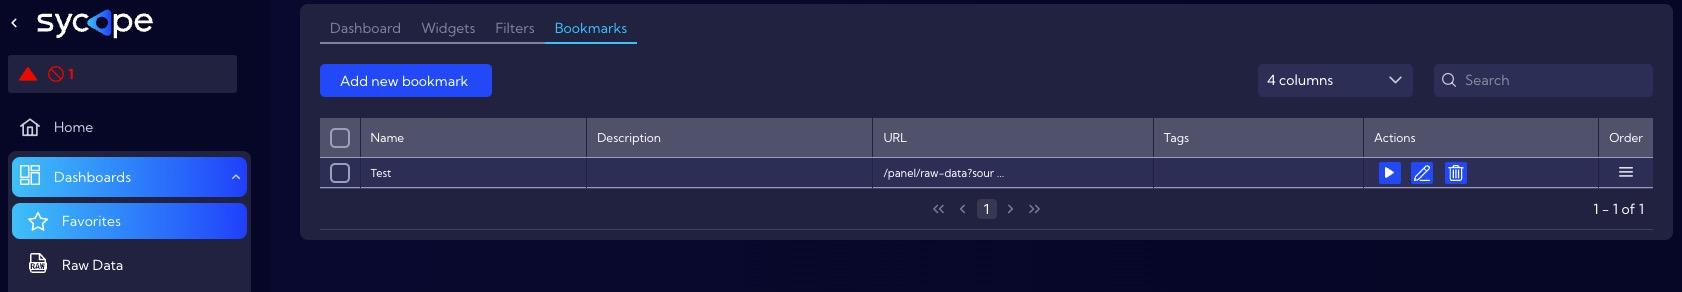 sycope
1
Home
Dashboards
Favorites
Raw Data
RAW
Dashboard Widgets Filters Bookmarks
Add new bookmark
4 columns
Search
Name Description URL Tags Actions Order
Test /panel/raw-data?sour ...
1
1 - 1 of 1